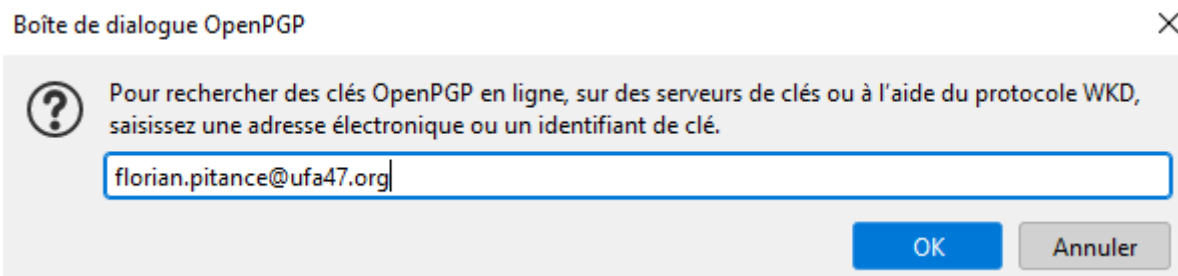 Boîte de dialogue OpenPGP
Pour rechercher des clés OpenPGP en ligne, sur des serveurs de clés ou à l'aide du protocole WKD,
saisissez une adresse électronique ou un identifiant de clé.
florian.pitance@ufa47.org
OK Annuler